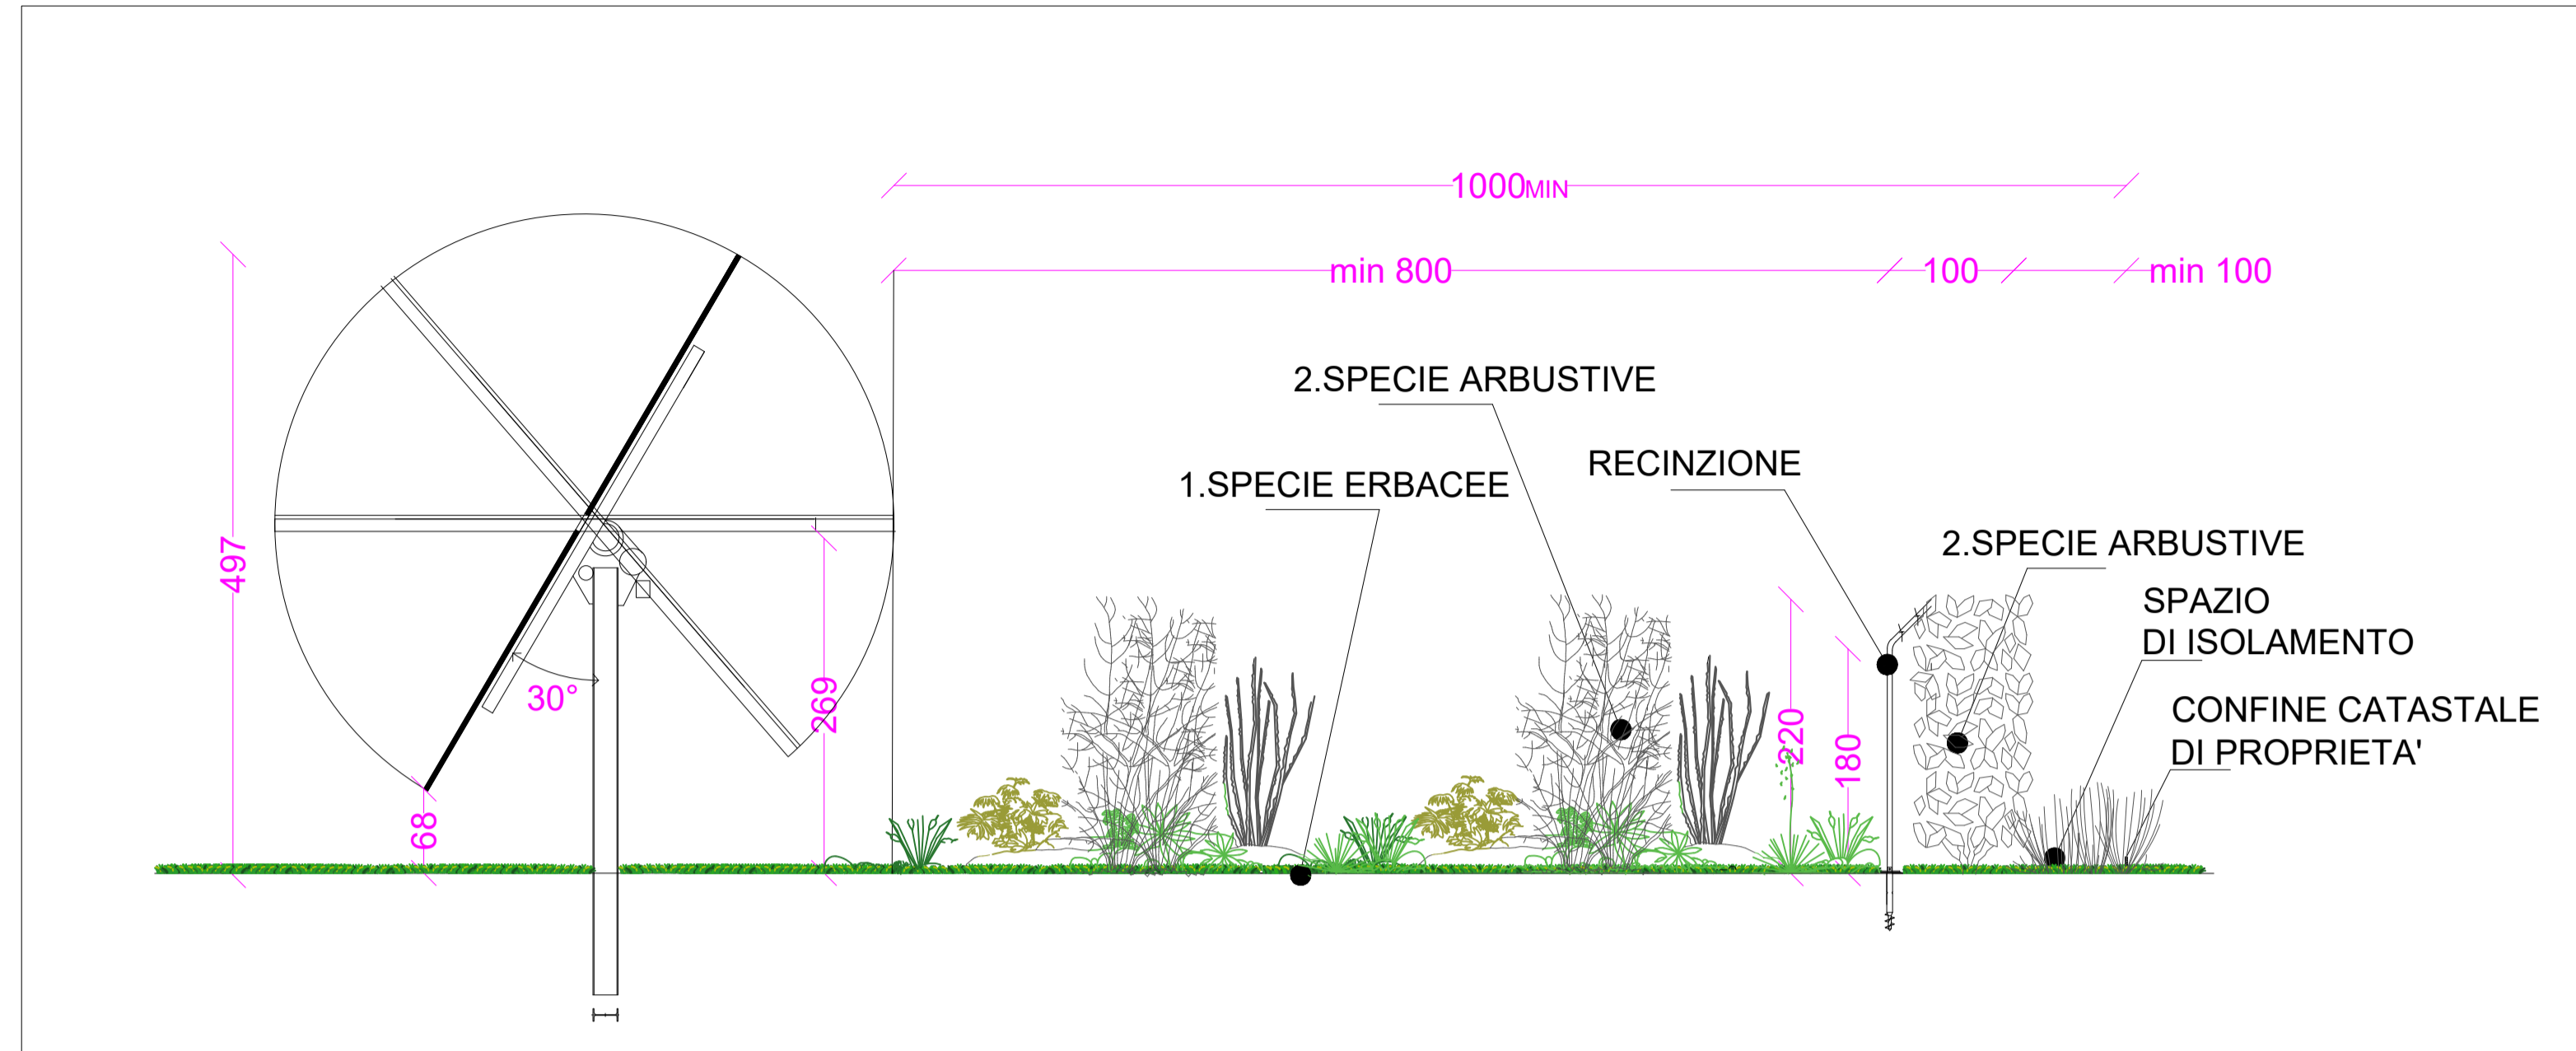 1000MIN
min 800
100
min 100
2.SPECIE ARBUSTIVE
RECINZIONE
1.SPECIE ERBACEE
2.SPECIE ARBUSTIVE
SPAZIO
DI ISOLAMENTO
CONFINE CATASTALE
DI PROPRIETA'
497
30°
269
68
220
180